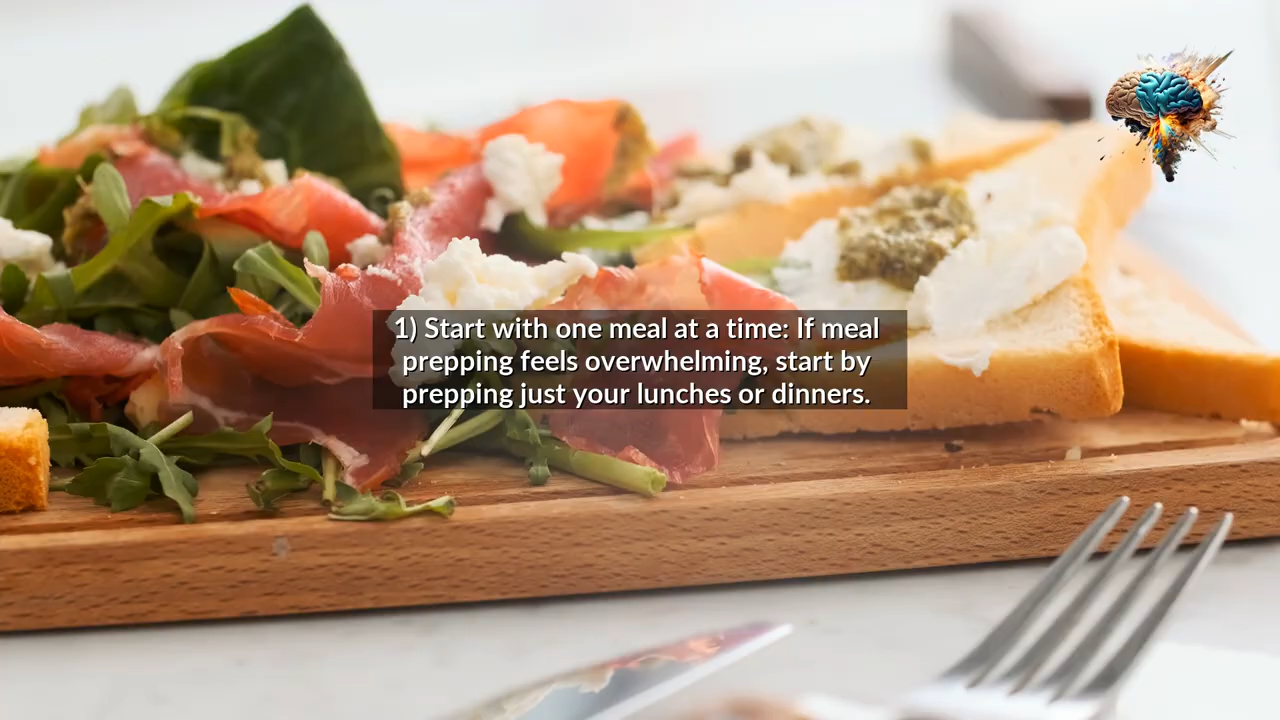 1) Start with one meal at a time: If meal
prepping feels overwhelming, start by
prepping just your lunches or dinners.